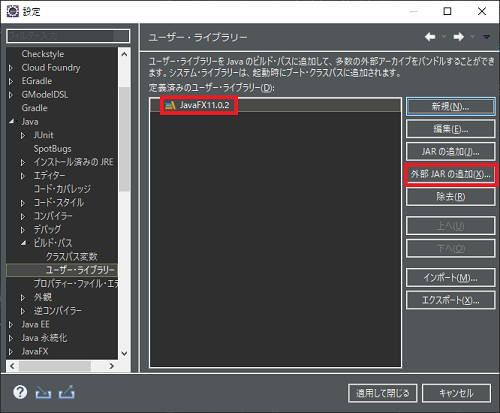 設定
フィルター入力
Checkstyle
Cloud Foundry
EGradle
GModelDSL
Gradle
Java
JUnit
SpotBugs
インストール済みの JRE
エディター
コード・カバレッジ
コード・スタイル
コンパイラー
デバッグ
ビルド・パス
クラスパス変数
ユーザー・ライブラリー
プロパティー・ファイル・エデ
外観
逆コンパイラー
Java EE
Java 永続化
JavaFX
ユーザー・ライブラリー
ユーザー・ライブラリーを Java のビルド・パスに追加して、多数の外部アーカイブをバンドルすることができ
ます。システム・ライブラリーは、起動時にブート・クラスパスに追加されます。
定義済みのユーザー・ライブラリー(D):
JavaFX11.0.2
新規(N)...
編集(E)...
JAR の追加(J)...
外部 JAR の追加(X)...
除去(R)
上へ(U)
下へ(O)
インポート(M)...
エクスポート(X)...
適用して閉じる
キャンセル